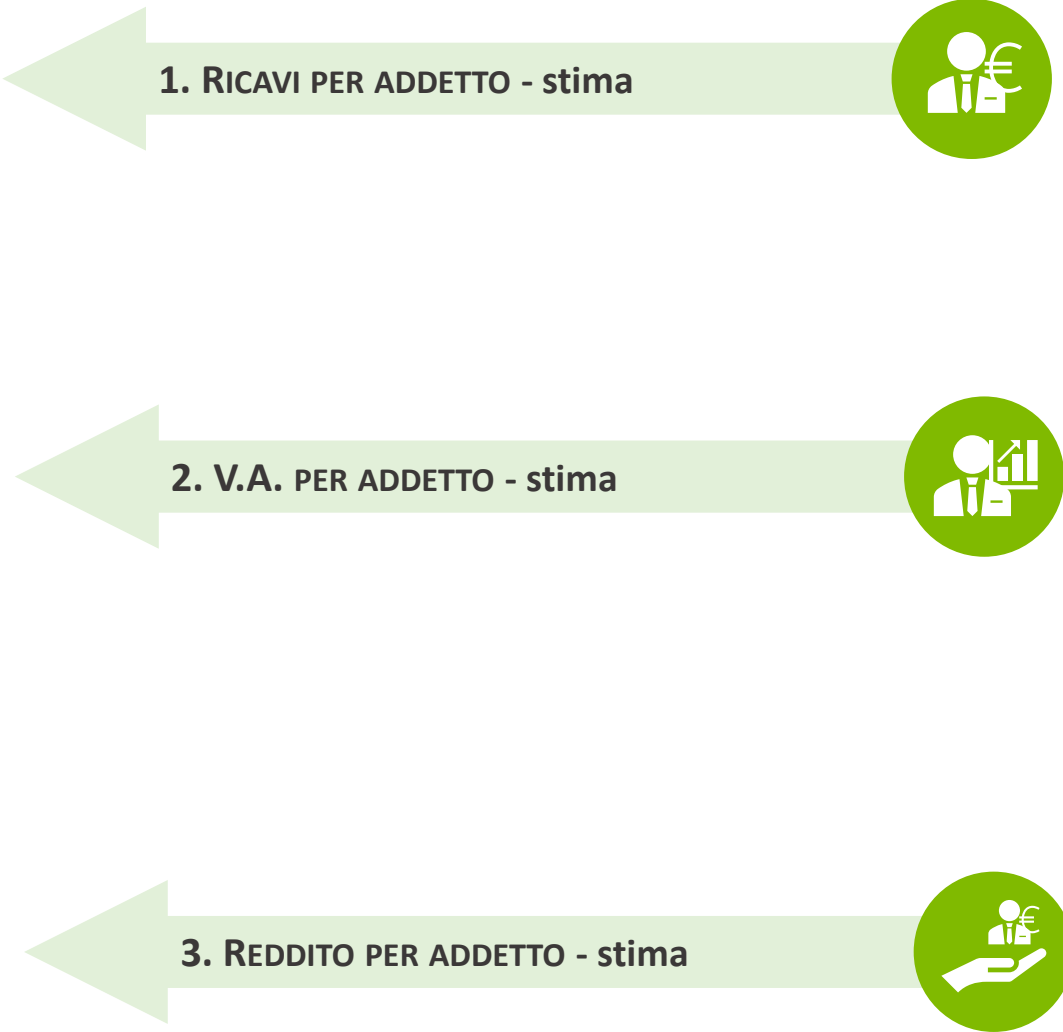 1. RICAVI PER ADDETTO - stima
2. V.A. PER ADDETTO - stima
3. REDDITO PER ADDETTO - stima